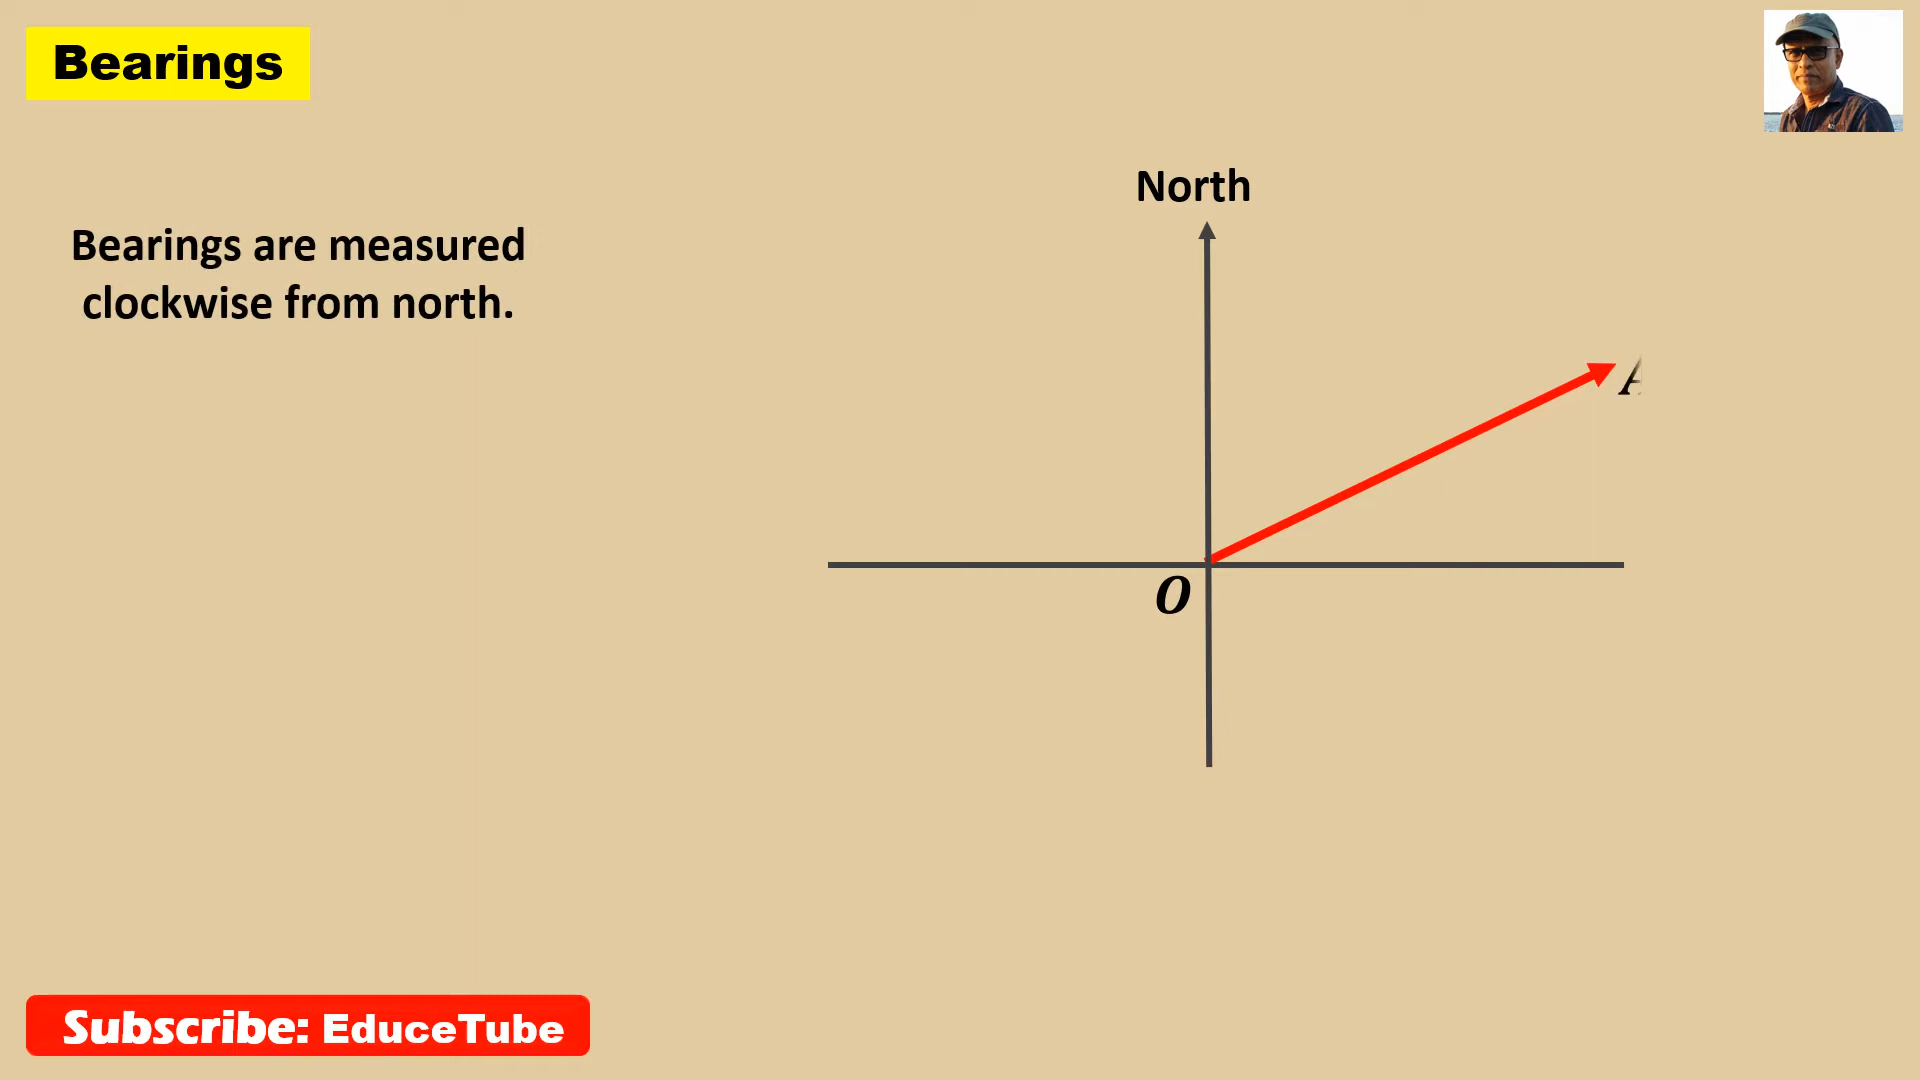 Bearings
North
Bearings are measured
clockwise from north.
A
O
Subscribe: EduceTube